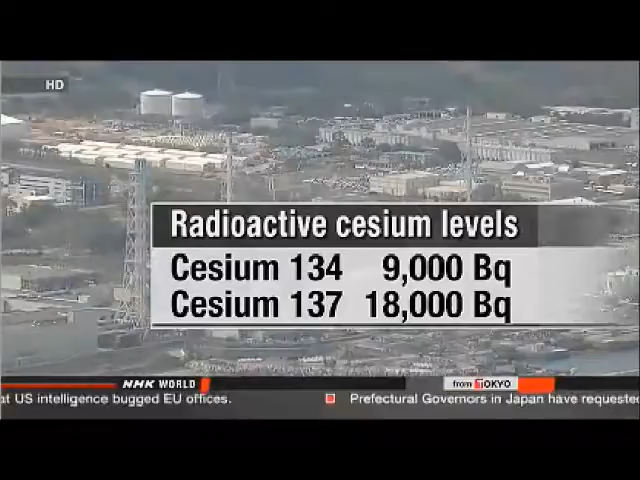 HD
Radioactive cesium levels
Cesium 134 9,000 Bq
Cesium 137 18,000 Bq
NHK WORLD
from TOKYO
at US intelligence bugged EU offices.
Prefectural Governors in Japan have requested